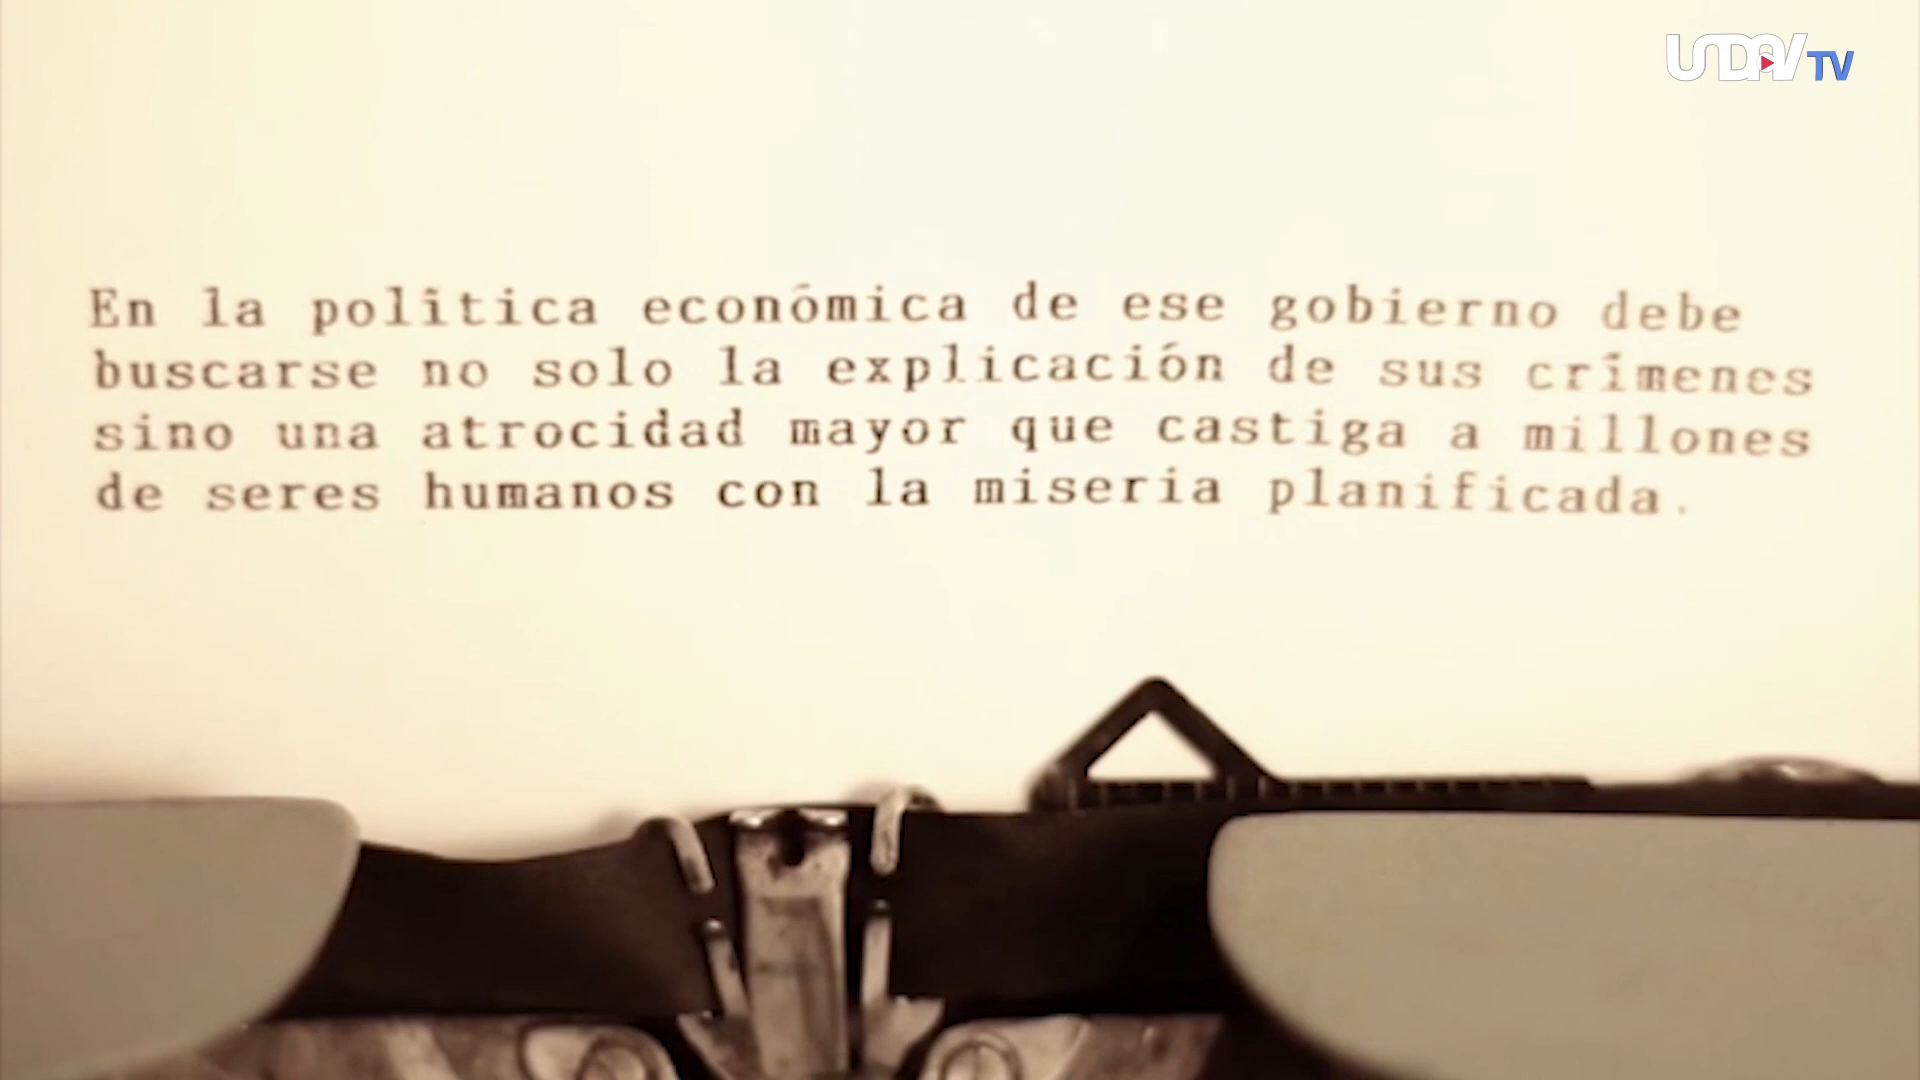 UNDAV TV
En la política económica de ese gobierno debe
buscarse no solo la explicación de sus crímenes
sino una atrocidad mayor que castiga a millones
de seres humanos con la miseria planificada.